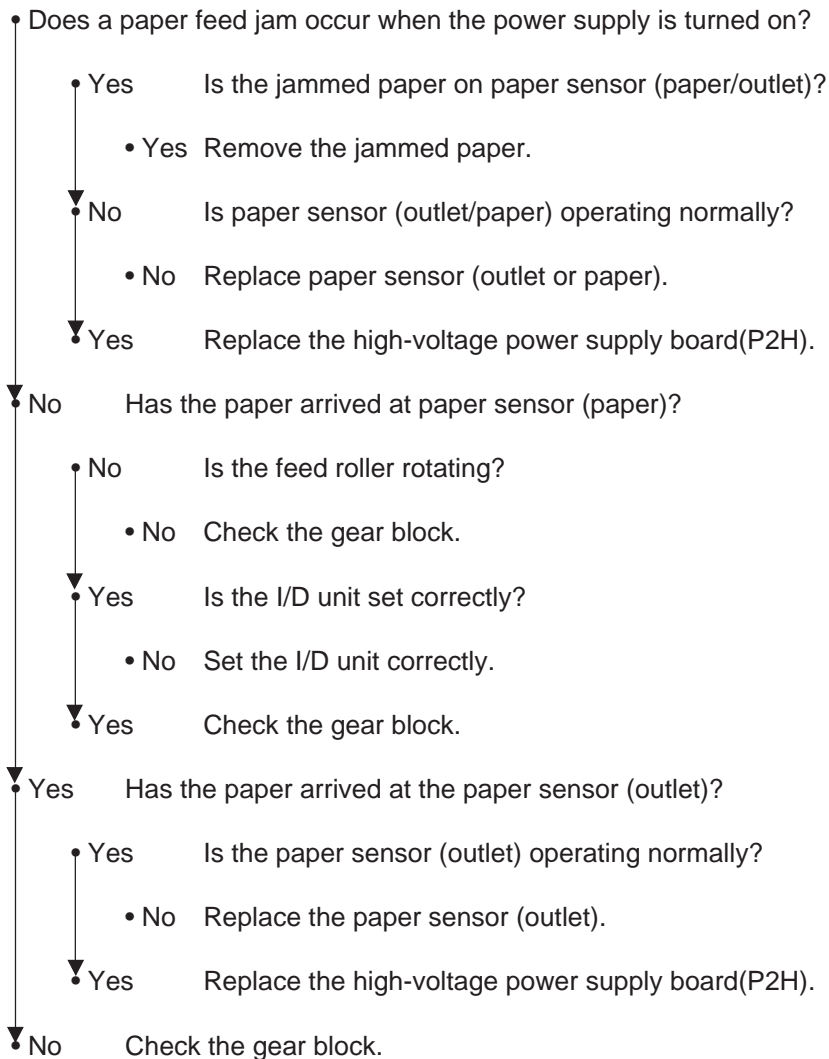 • Does a paper feed jam occur when the power supply is turned on?
• Yes Is the jammed paper on paper sensor (paper/outlet)?
• Yes Remove the jammed paper.
• No Is paper sensor (outlet/paper) operating normally?
• No Replace paper sensor (outlet or paper).
• Yes Replace the high-voltage power supply board(P2H).
• No Has the paper arrived at paper sensor (paper)?
• No Is the feed roller rotating?
• No Check the gear block.
• Yes Is the I/D unit set correctly?
• No Set the I/D unit correctly.
• Yes Check the gear block.
• Yes Has the paper arrived at the paper sensor (outlet)?
• Yes Is the paper sensor (outlet) operating normally?
• No Replace the paper sensor (outlet).
• Yes Replace the high-voltage power supply board(P2H).
• No Check the gear block.